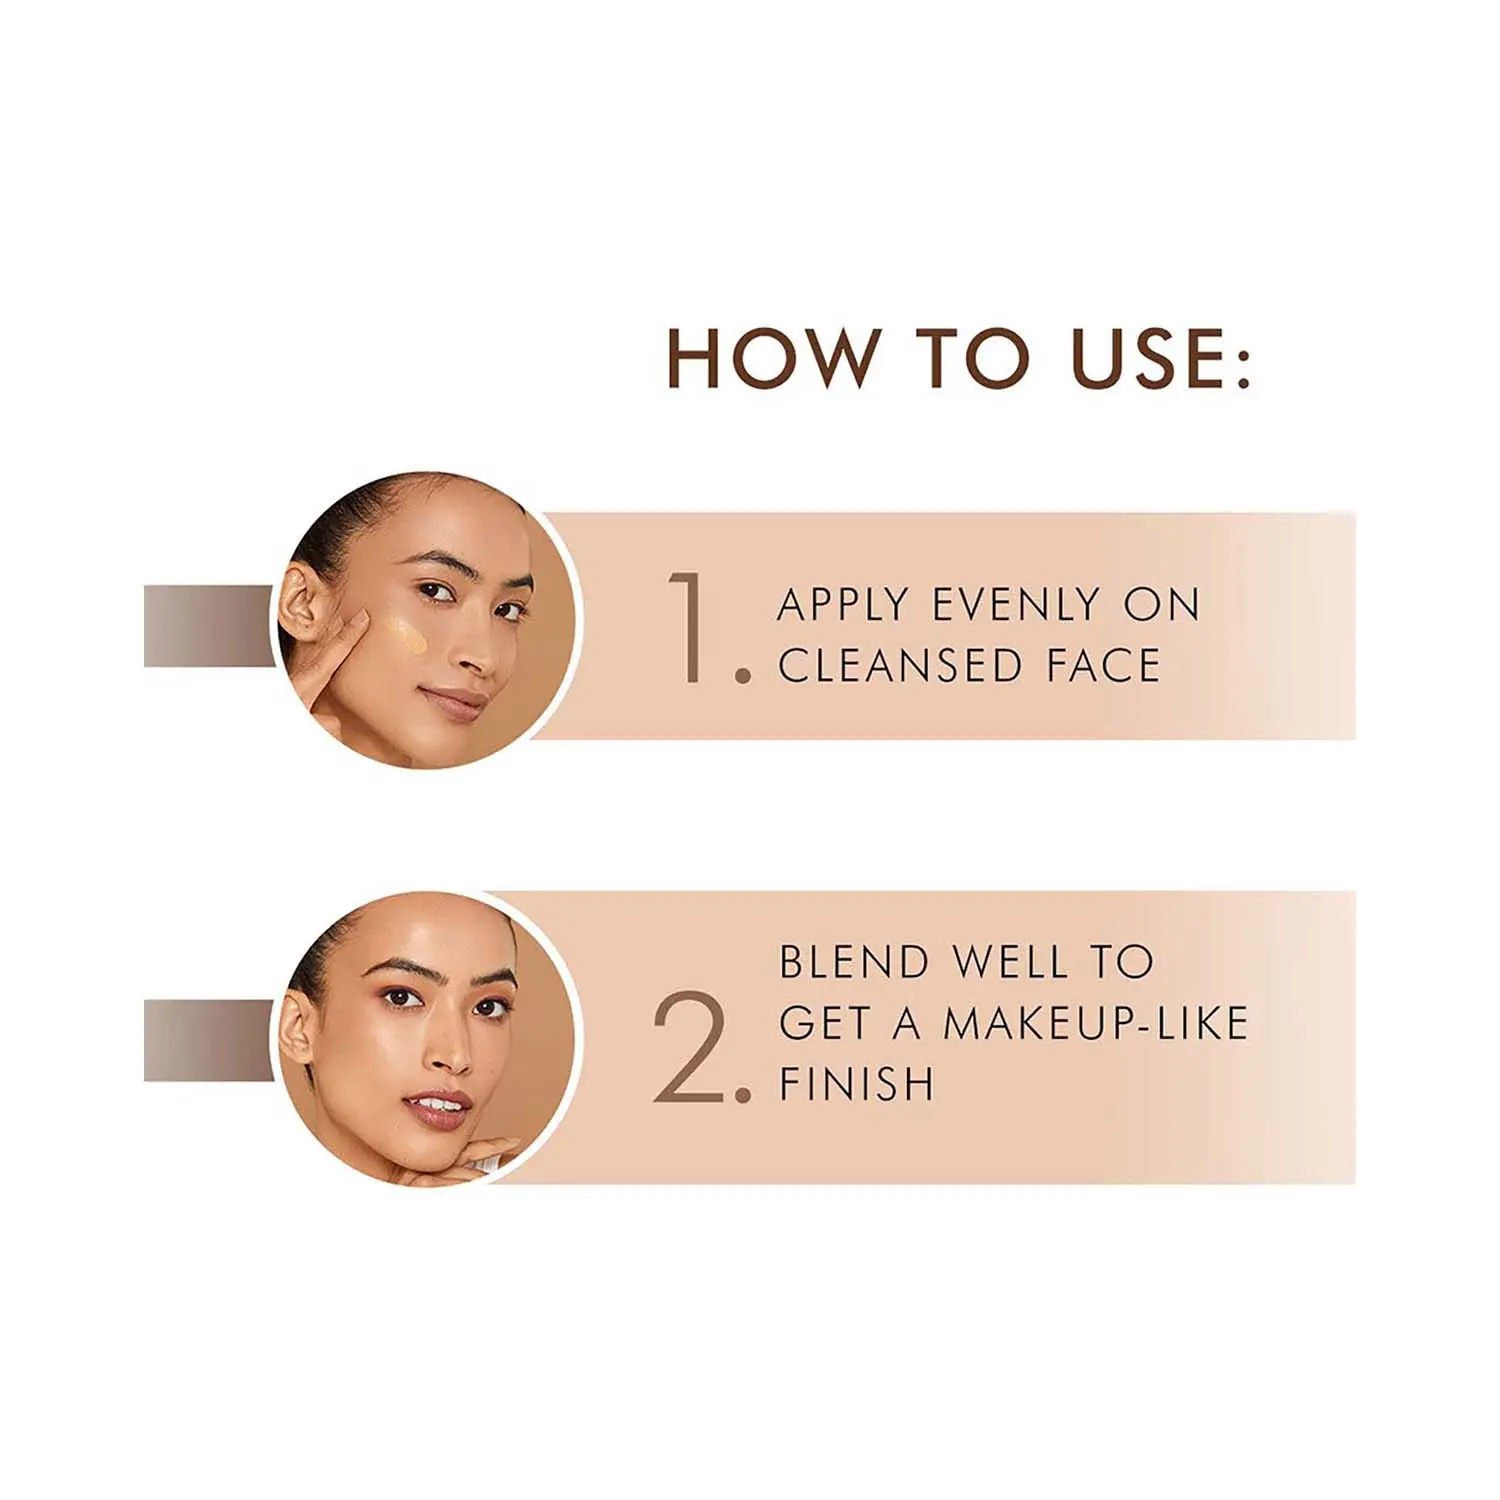 HOW TO USE:
1. APPLY EVENLY ON
CLEANSED FACE
2. BLEND WELL TO
GET A MAKEUP-LIKE
FINISH